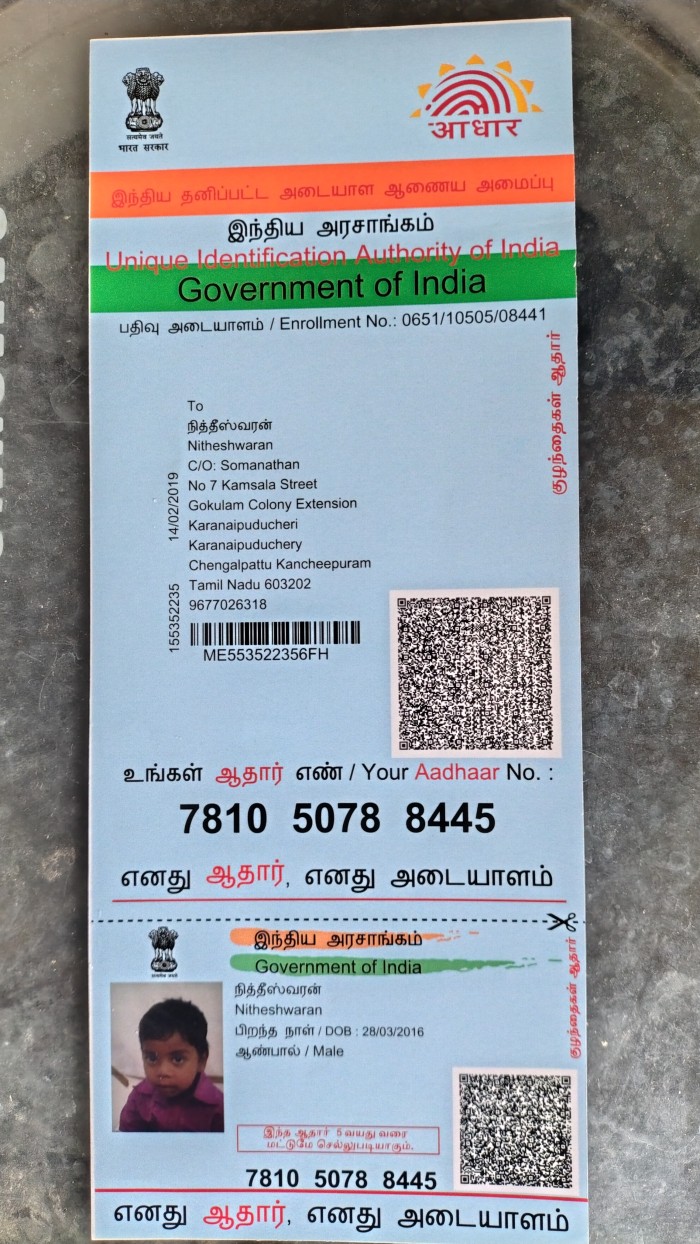 सत्यमेव जयते
भारत सरकार
आधार
இந்திய தனிப்பட்ட அடையாள ஆணைய அமைப்பு
இந்திய அரசாங்கம்
Unique Identification Authority of India
Government of India
பதிவு அடையாளம் / Enrollment No.: 0651/10505/08441
குழந்தைகள் ஆதார்
To
நித்தீஸ்வரன்
Nitheshwaran
C/O: Somanathan
No 7 Kamsala Street
Gokulam Colony Extension
Karanaipuducheri
Karanaipuduchery
Chengalpattu Kancheepuram
Tamil Nadu 603202
9677026318
14/02/2019
155352235
ME553522356FH
உங்கள் ஆதார் எண் / Your Aadhaar No. :
7810 5078 8445
எனது ஆதார், எனது அடையாளம்
இந்திய அரசாங்கம்
Government of India
நித்தீஸ்வரன்
Nitheshwaran
பிறந்த நாள் / DOB : 28/03/2016
ஆண்பால் / Male
குழந்தைகள் ஆதார்
இந்த ஆதார் 5 வயது வரை
மட்டுமே செல்லுபடியாகும்.
7810 5078 8445
எனது ஆதார், எனது அடையாளம்